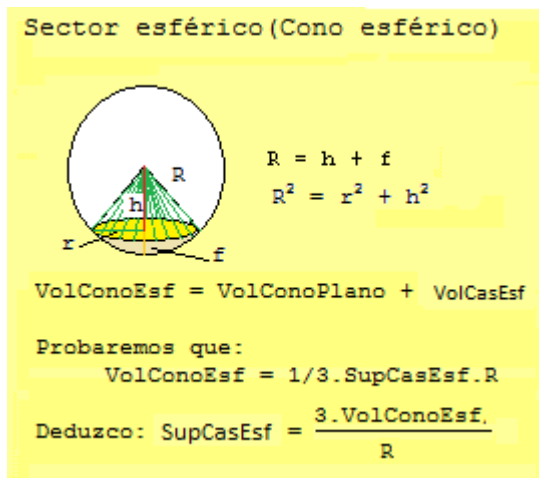 Sector esférico(Cono esférico)
R
h
r
f
R = h + f
R² = r² + h²
VolConoEsf = VolConoPlano + VolCasEsf
Probaremos que:
VolConoEsf = 1/3.SupCasEsf.R
Deduzco: SupCasEsf = 3.VolConoEsf.
R